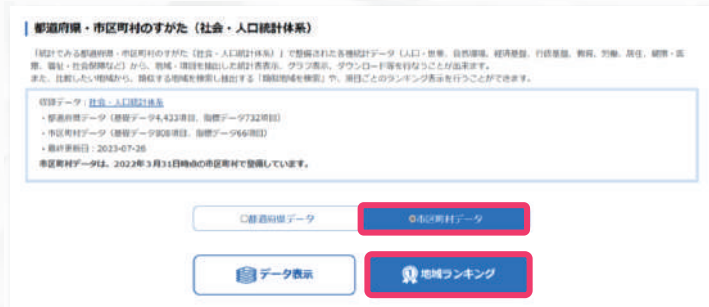 都道府県・市区町村のすがた（社会・人口統計体系）
「統計でみる都道府県・市区町村のすがた（社会・人口統計体系）」で整備された各種統計データ（人口・世帯、自然環境、経済基盤、行政基盤、教育、労働、居住、健康・医
療、福祉・社会保障など）から、地域・項目を抽出した統計表表示、グラフ表示、ダウンロード等を行なうことが出来ます。
また、比較したい地域から、類似する地域を検索し抽出する「類似地域を検索」や、項目ごとのランキング表示を行うことができます。
収録データ：社会・人口統計体系
・都道府県データ（基礎データ4,423項目、指標データ732項目）
・市区町村データ（基礎データ808項目、指標データ66項目）
・最終更新日：2023-07-26
市区町村データは、2022年3月31日時点の市区町村で整備しています。
都道府県データ
市区町村データ
データ表示
地域ランキング